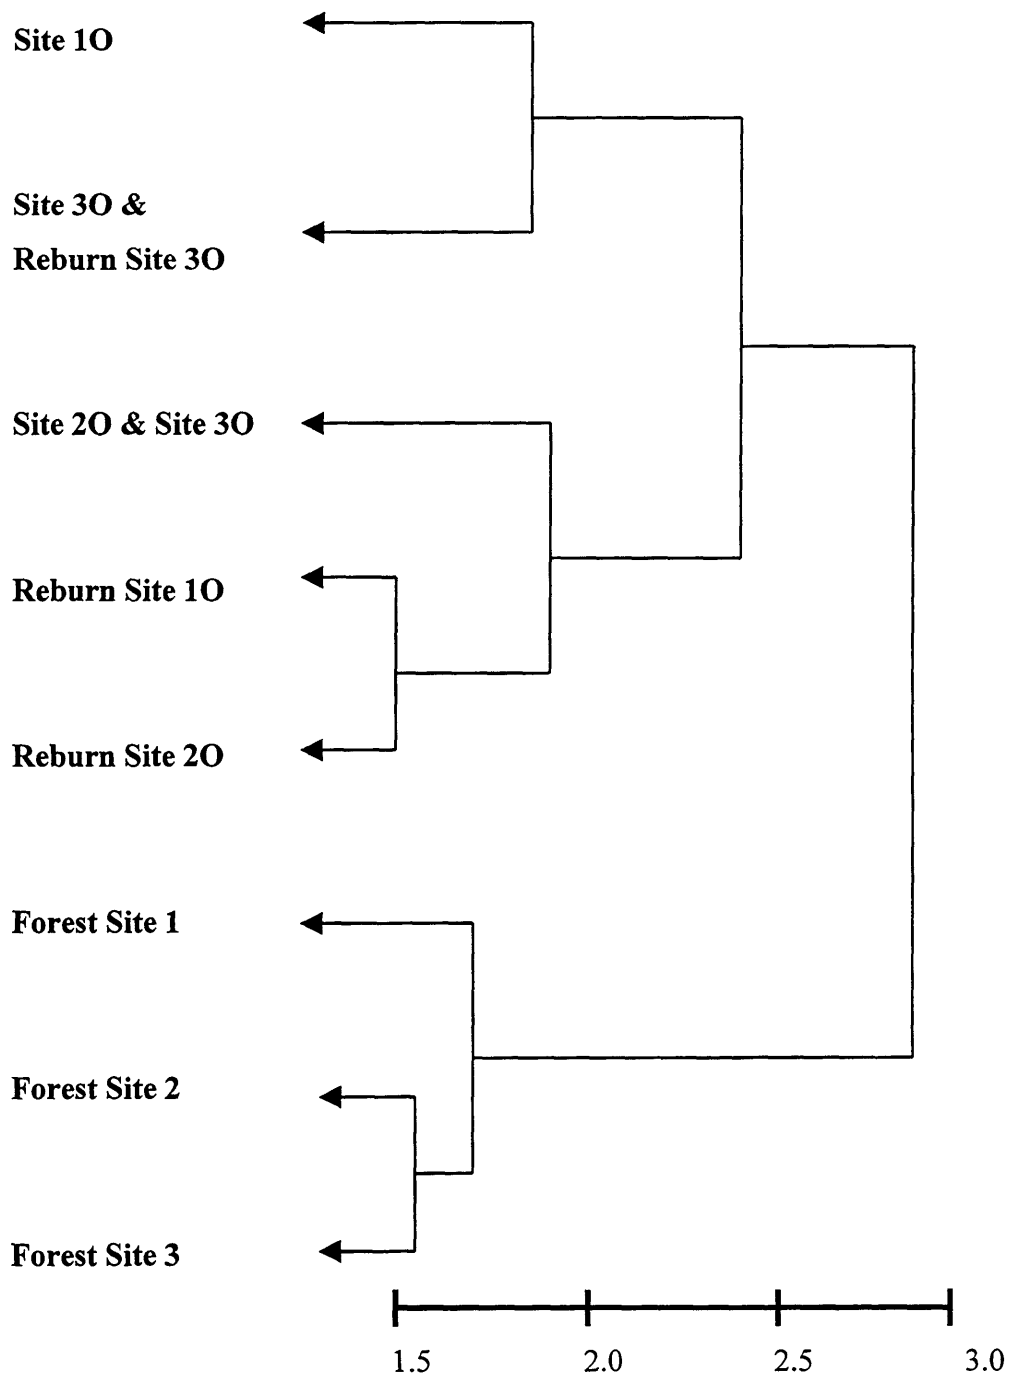 Site 1O
Site 3O &
Reburn Site 3O
Site 2O & Site 3O
Reburn Site 1O
Reburn Site 2O
Forest Site 1
Forest Site 2
Forest Site 3
1.5 2.0 2.5 3.0